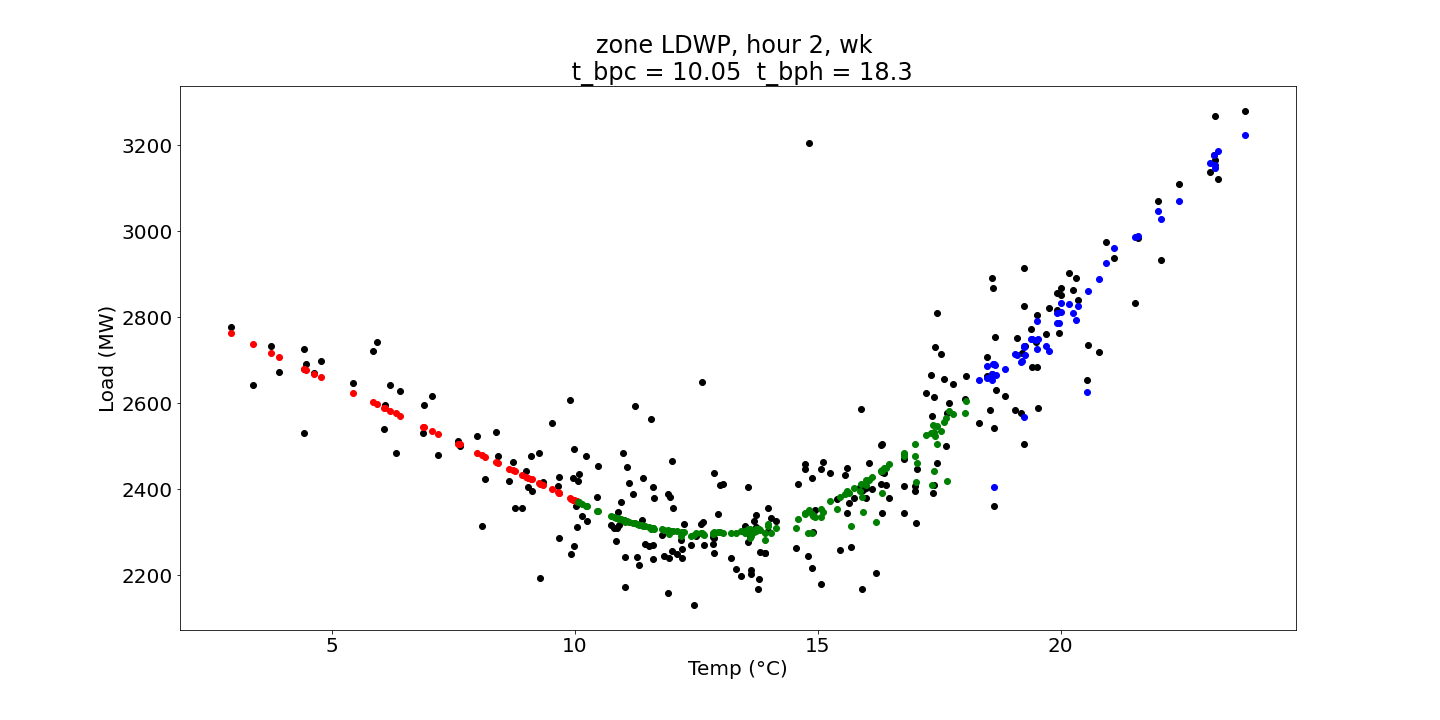 zone LDWP, hour 2, wk
t_bpc = 10.05 t_bph = 18.3
3200
3000
2800
2600
2400
2200
Load (MW)
5 10 15 20
Temp (°C)